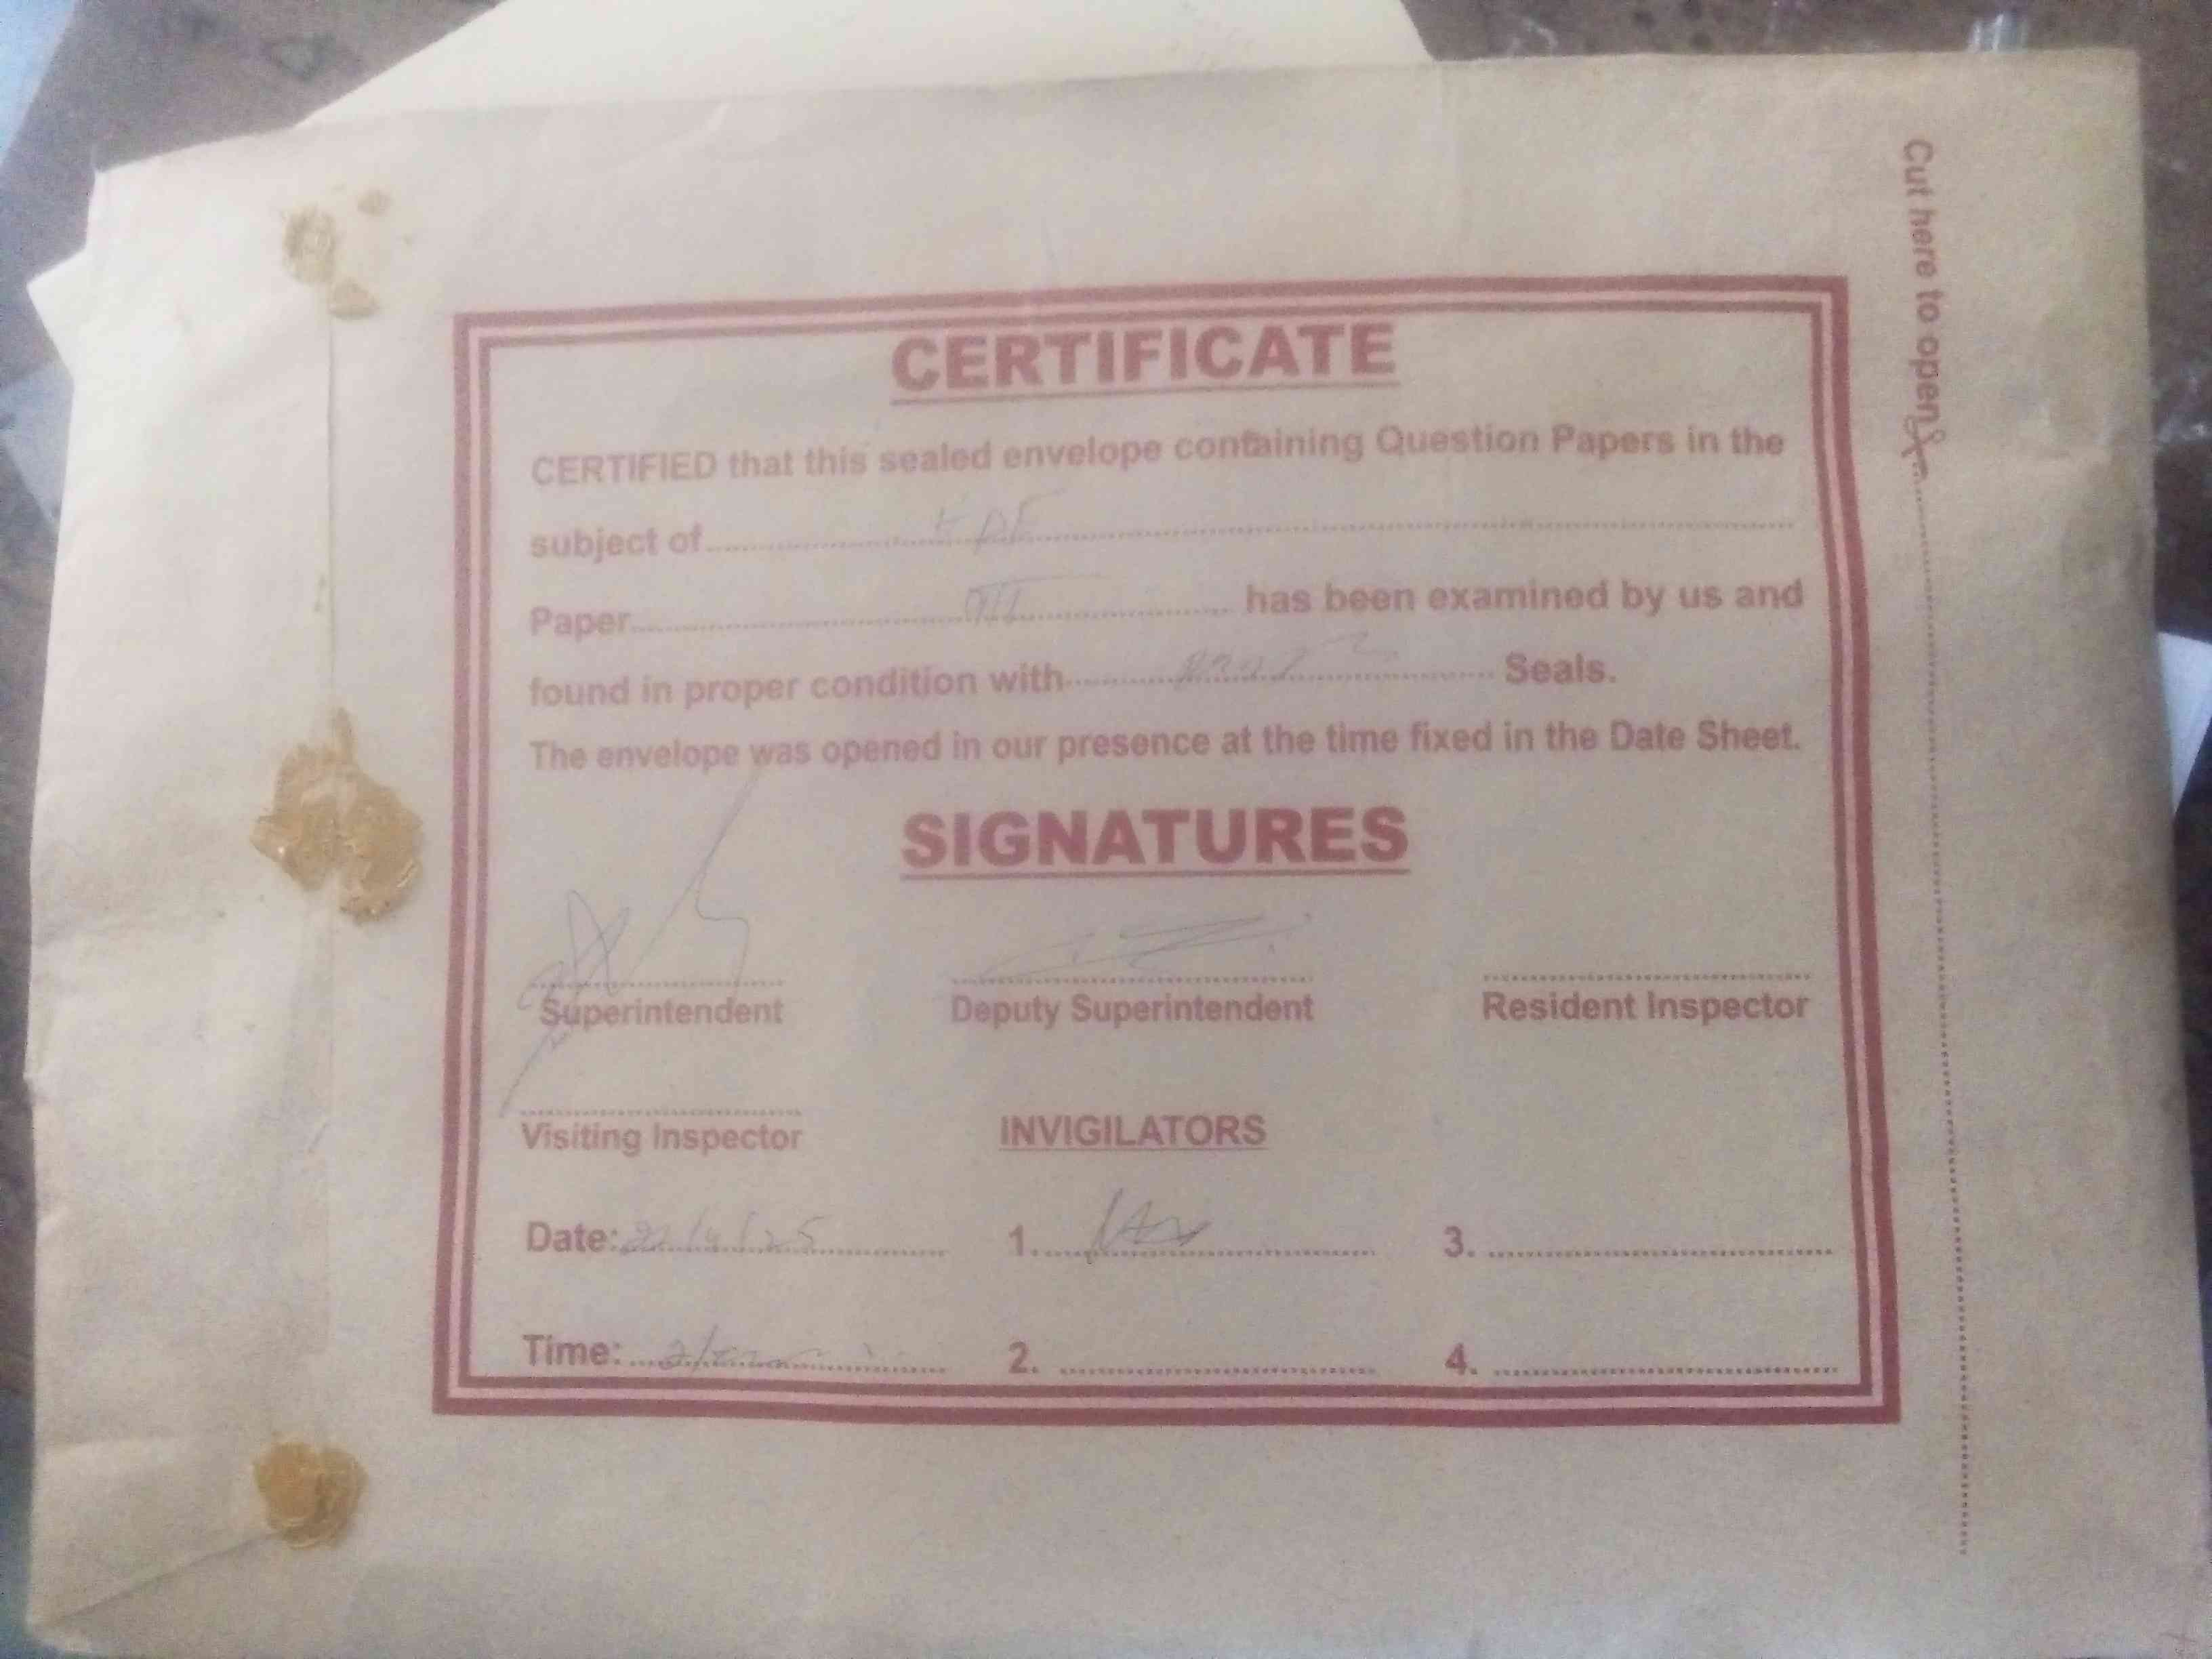 Cut here to open
CERTIFICATE
CERTIFIED that this sealed envelope containing Question Papers in the
subject of
Paper has been examined by us and
found in proper condition with Seals.
The envelope was opened in our presence at the time fixed in the Date Sheet.
SIGNATURES
Superintendent Deputy Superintendent Resident Inspector
Visiting Inspector INVIGILATORS
Date: 22/4/25 1. 3.
Time: 2. 4.